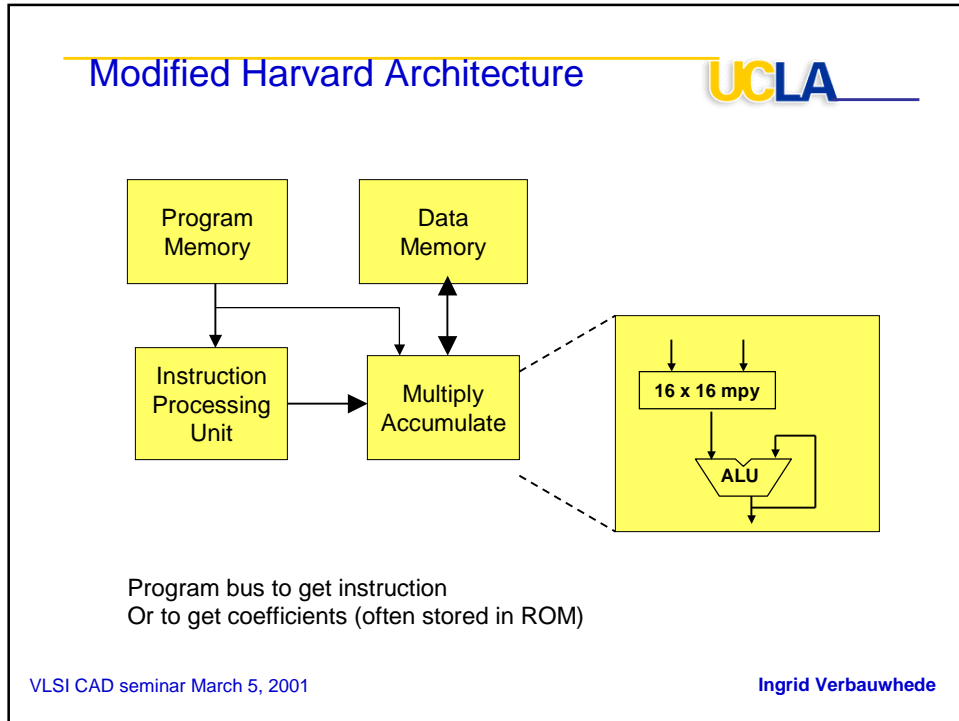 Modified Harvard Architecture
UCLA
Program
Memory
Data
Memory
Instruction
Processing
Unit
Multiply
Accumulate
16 x 16 mpy
ALU
Program bus to get instruction
Or to get coefficients (often stored in ROM)
VLSI CAD seminar March 5, 2001
Ingrid Verbauwhede